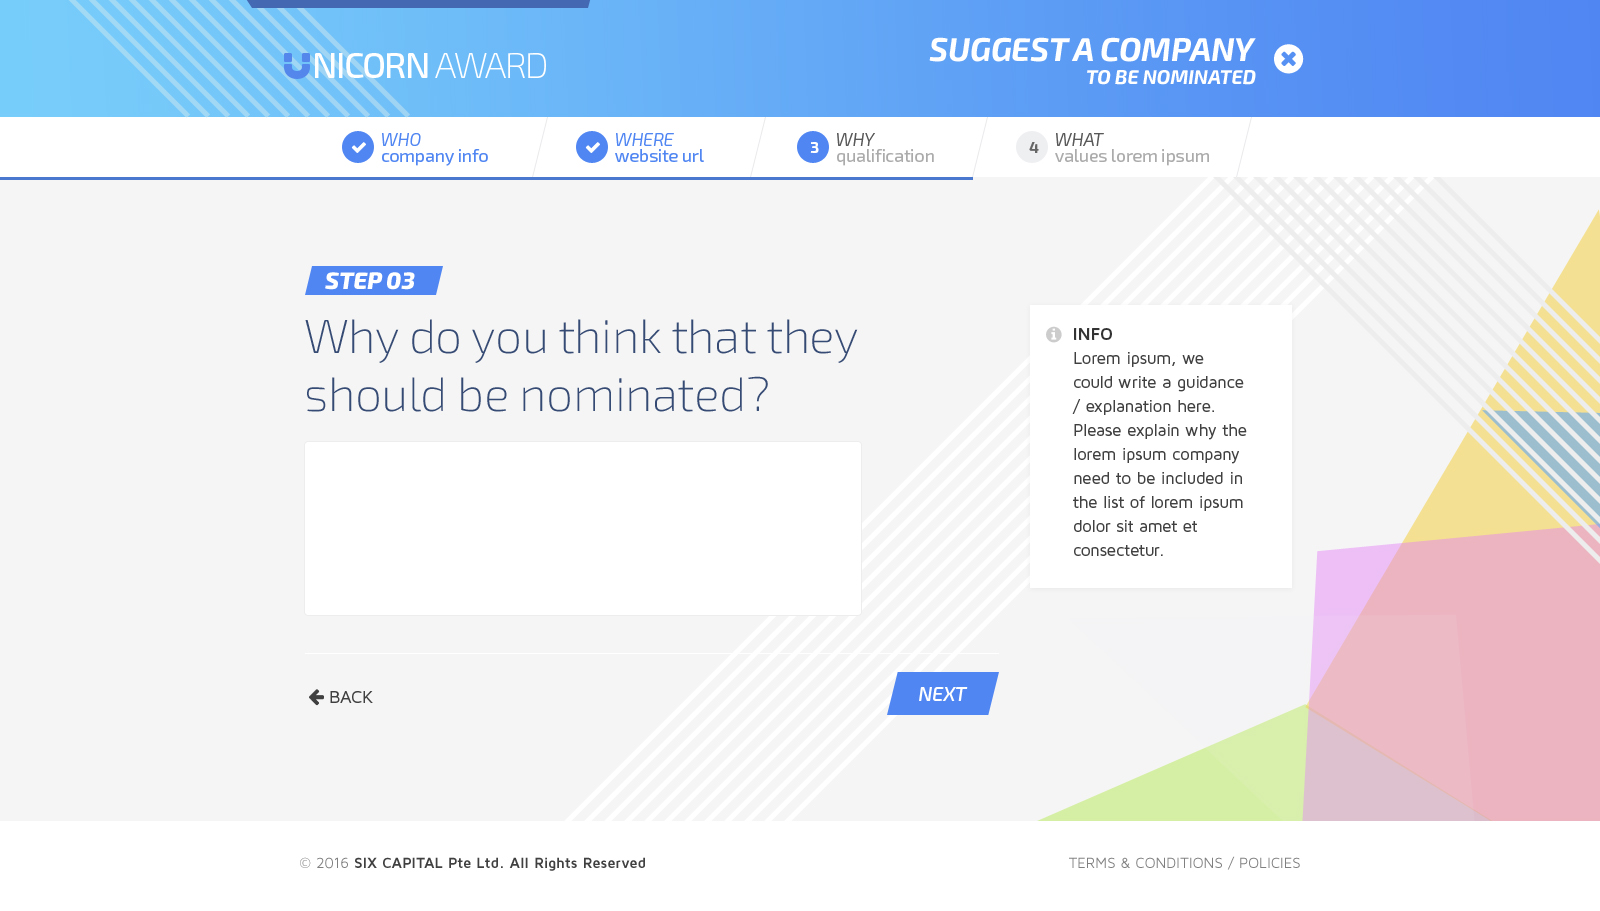 UNICORN AWARD
SUGGEST A COMPANY
TO BE NOMINATED
WHO
company info
WHERE
website url
3
WHY
qualification
4
WHAT
values lorem ipsum
STEP 03
Why do you think that they
should be nominated?
INFO
Lorem ipsum, we
could write a guidance
/ explanation here.
Please explain why the
lorem ipsum company
need to be included in
the list of lorem ipsum
dolor sit amet et
consectetur.
BACK
NEXT
© 2016 SIX CAPITAL Pte Ltd. All Rights Reserved
TERMS & CONDITIONS / POLICIES